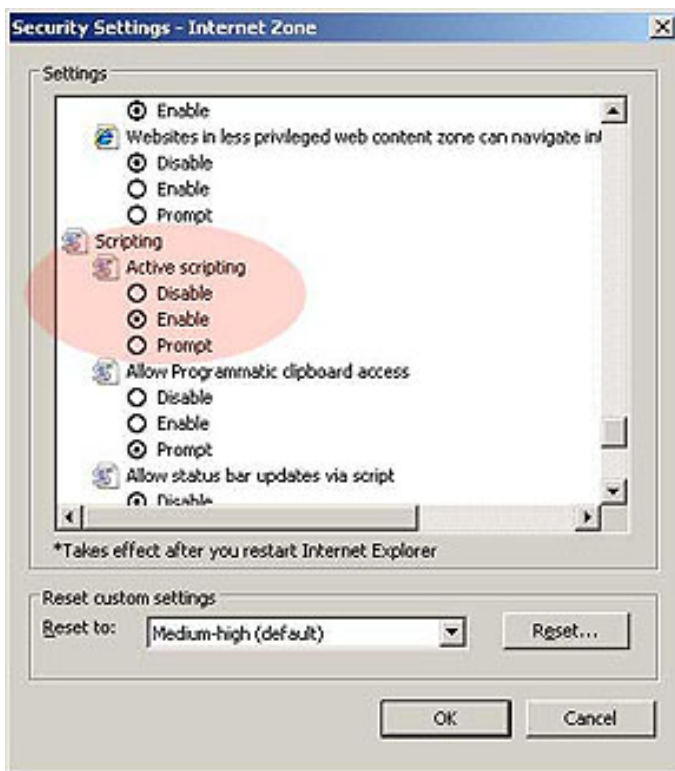 Security Settings - Internet Zone
Settings
Enable
Websites in less privileged web content zone can navigate int
Disable
Enable
Prompt
Scripting
Active scripting
Disable
Enable
Prompt
Allow Programmatic clipboard access
Disable
Enable
Prompt
Allow status bar updates via script
Disable
*Takes effect after you restart Internet Explorer
Reset custom settings
Reset to: Medium-high (default) Reset...
OK Cancel